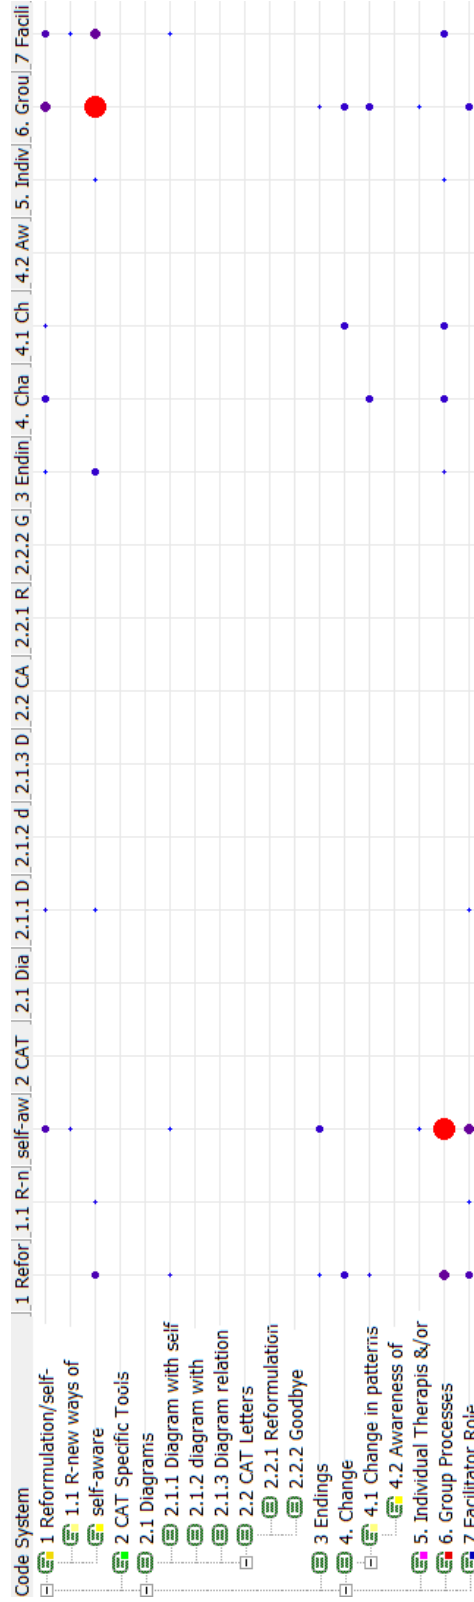 Code System
1 Refor
1.1 R-n
self-aw
2 CAT
2.1 Dia
2.1.1 D
2.1.2 d
2.1.3 D
2.2 CA
2.2.1 R
2.2.2 G
3 Endin
4. Cha
4.1 Ch
4.2 Aw
5. Indiv
6. Grou
7 Facili
1 Reformulation/self-
1.1 R-new ways of
self-aware
2 CAT Specific Tools
2.1 Diagrams
2.1.1 Diagram with self
2.1.2 diagram with
2.1.3 Diagram relation
2.2 CAT Letters
2.2.1 Reformulation
2.2.2 Goodbye
3 Endings
4. Change
4.1 Change in patterns
4.2 Awareness of
5. Individual Therapis &/or
6. Group Processes
7 Facilitator Role